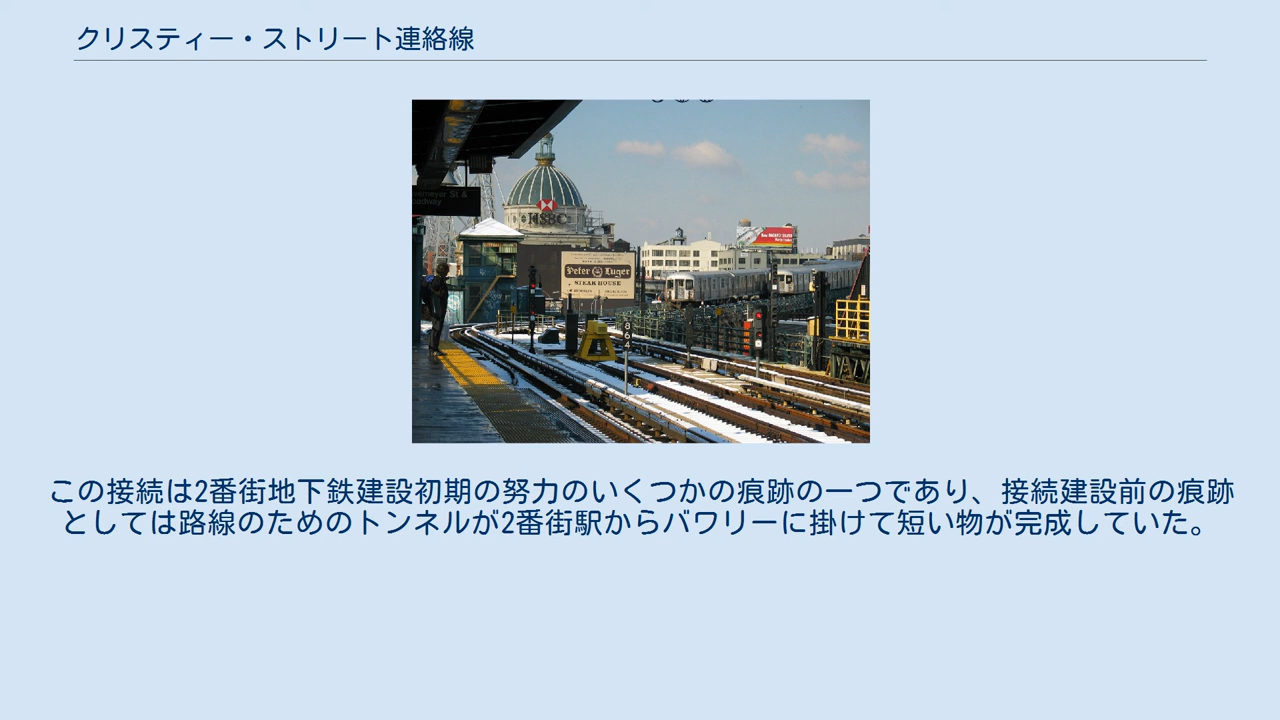 クリスティー・ストリート連絡線
HSBC
Peter Luger
STEAK HOUSE
864
この接続は2番街地下鉄建設初期の努力のいくつかの痕跡の一つであり、接続建設前の痕跡
としては路線のためのトンネルが2番街駅からバワリーに掛けて短い物が完成していた。